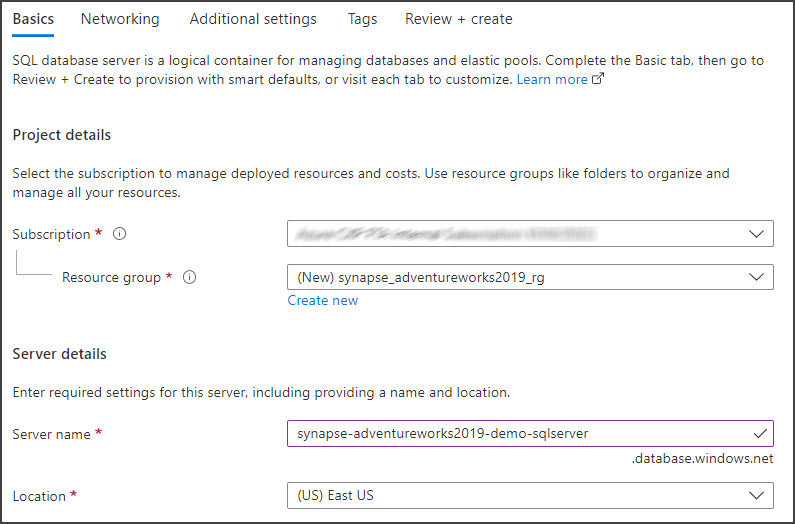 Basics Networking Additional settings Tags Review + create
SQL database server is a logical container for managing databases and elastic pools. Complete the Basic tab, then go to
Review + Create to provision with smart defaults, or visit each tab to customize. Learn more
Project details
Select the subscription to manage deployed resources and costs. Use resource groups like folders to organize and
manage all your resources.
Subscription *
Resource group * (New) synapse_adventureworks2019_rg
Create new
Server details
Enter required settings for this server, including providing a name and location.
Server name * synapse-adventureworks2019-demo-sqlserver
.database.windows.net
Location * (US) East US